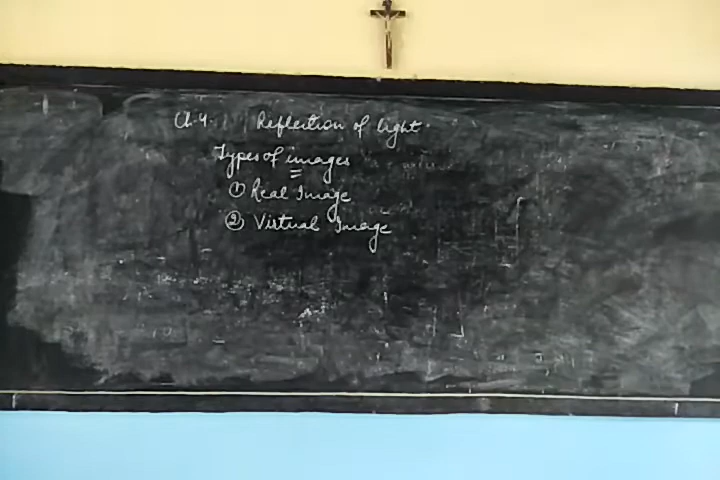 Ch-4. Reflection of light.
Types of images
① Real Image
② Virtual Image